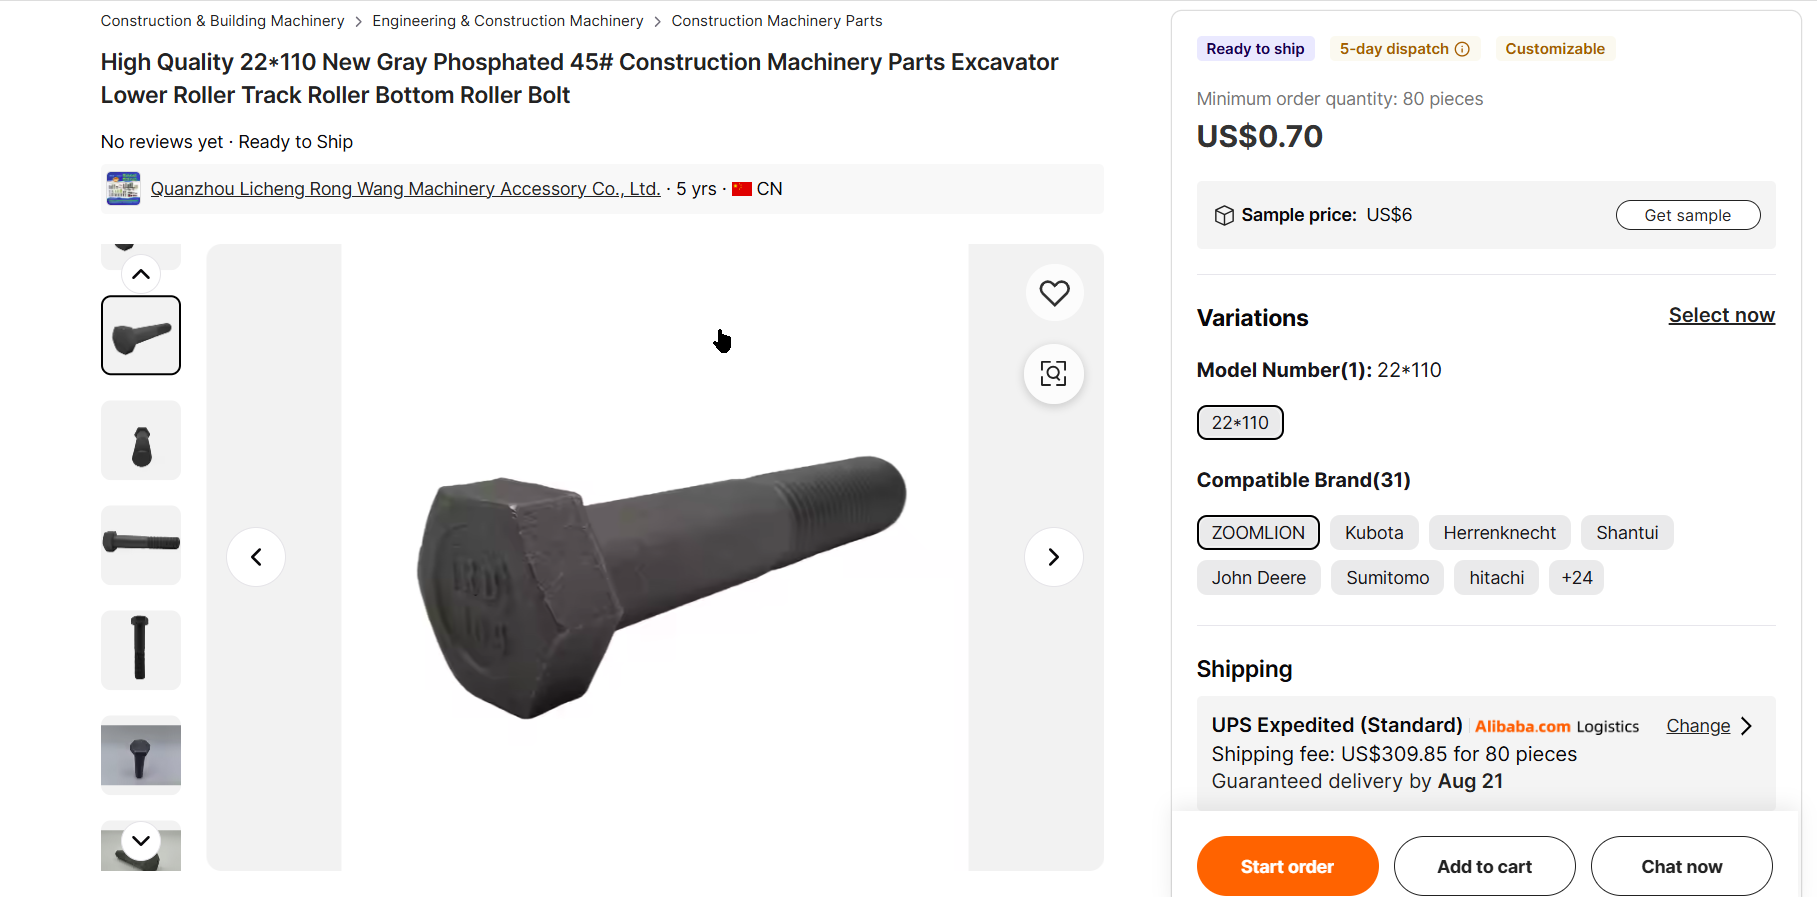 Construction & Building Machinery > Engineering & Construction Machinery > Construction Machinery Parts
High Quality 22*110 New Gray Phosphated 45# Construction Machinery Parts Excavator
Lower Roller Track Roller Bottom Roller Bolt
No reviews yet · Ready to Ship
Quanzhou Licheng Rong Wang Machinery Accessory Co., Ltd. · 5 yrs · CN
Ready to ship
5-day dispatch
Customizable
Minimum order quantity: 80 pieces
US$0.70
Sample price: US$6
Get sample
Variations
Select now
Model Number(1): 22*110
22*110
Compatible Brand(31)
ZOOMLION
Kubota
Herrenknecht
Shantui
John Deere
Sumitomo
hitachi
+24
Shipping
UPS Expedited (Standard) | Alibaba.com Logistics
Change
Shipping fee: US$309.85 for 80 pieces
Guaranteed delivery by Aug 21
Start order
Add to cart
Chat now